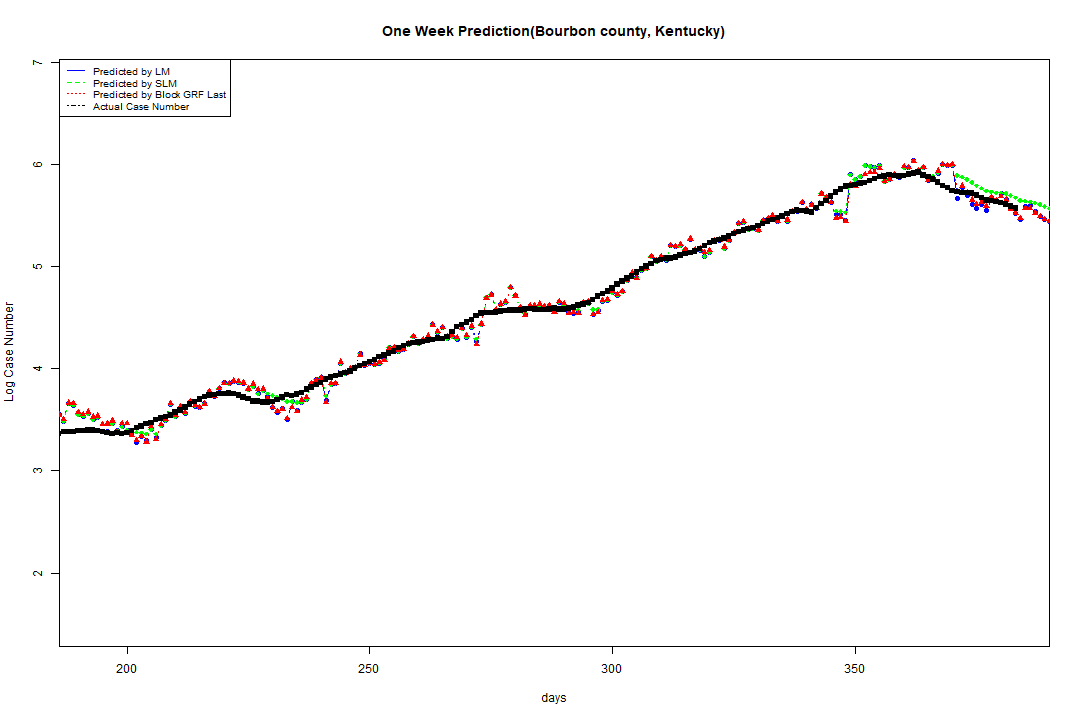 One Week Prediction(Bourbon county, Kentucky)
Predicted by LM
Predicted by SLM
Predicted by Block GRF Last
Actual Case Number
7
6
5
4
3
2
Log Case Number
200 250 300 350
days